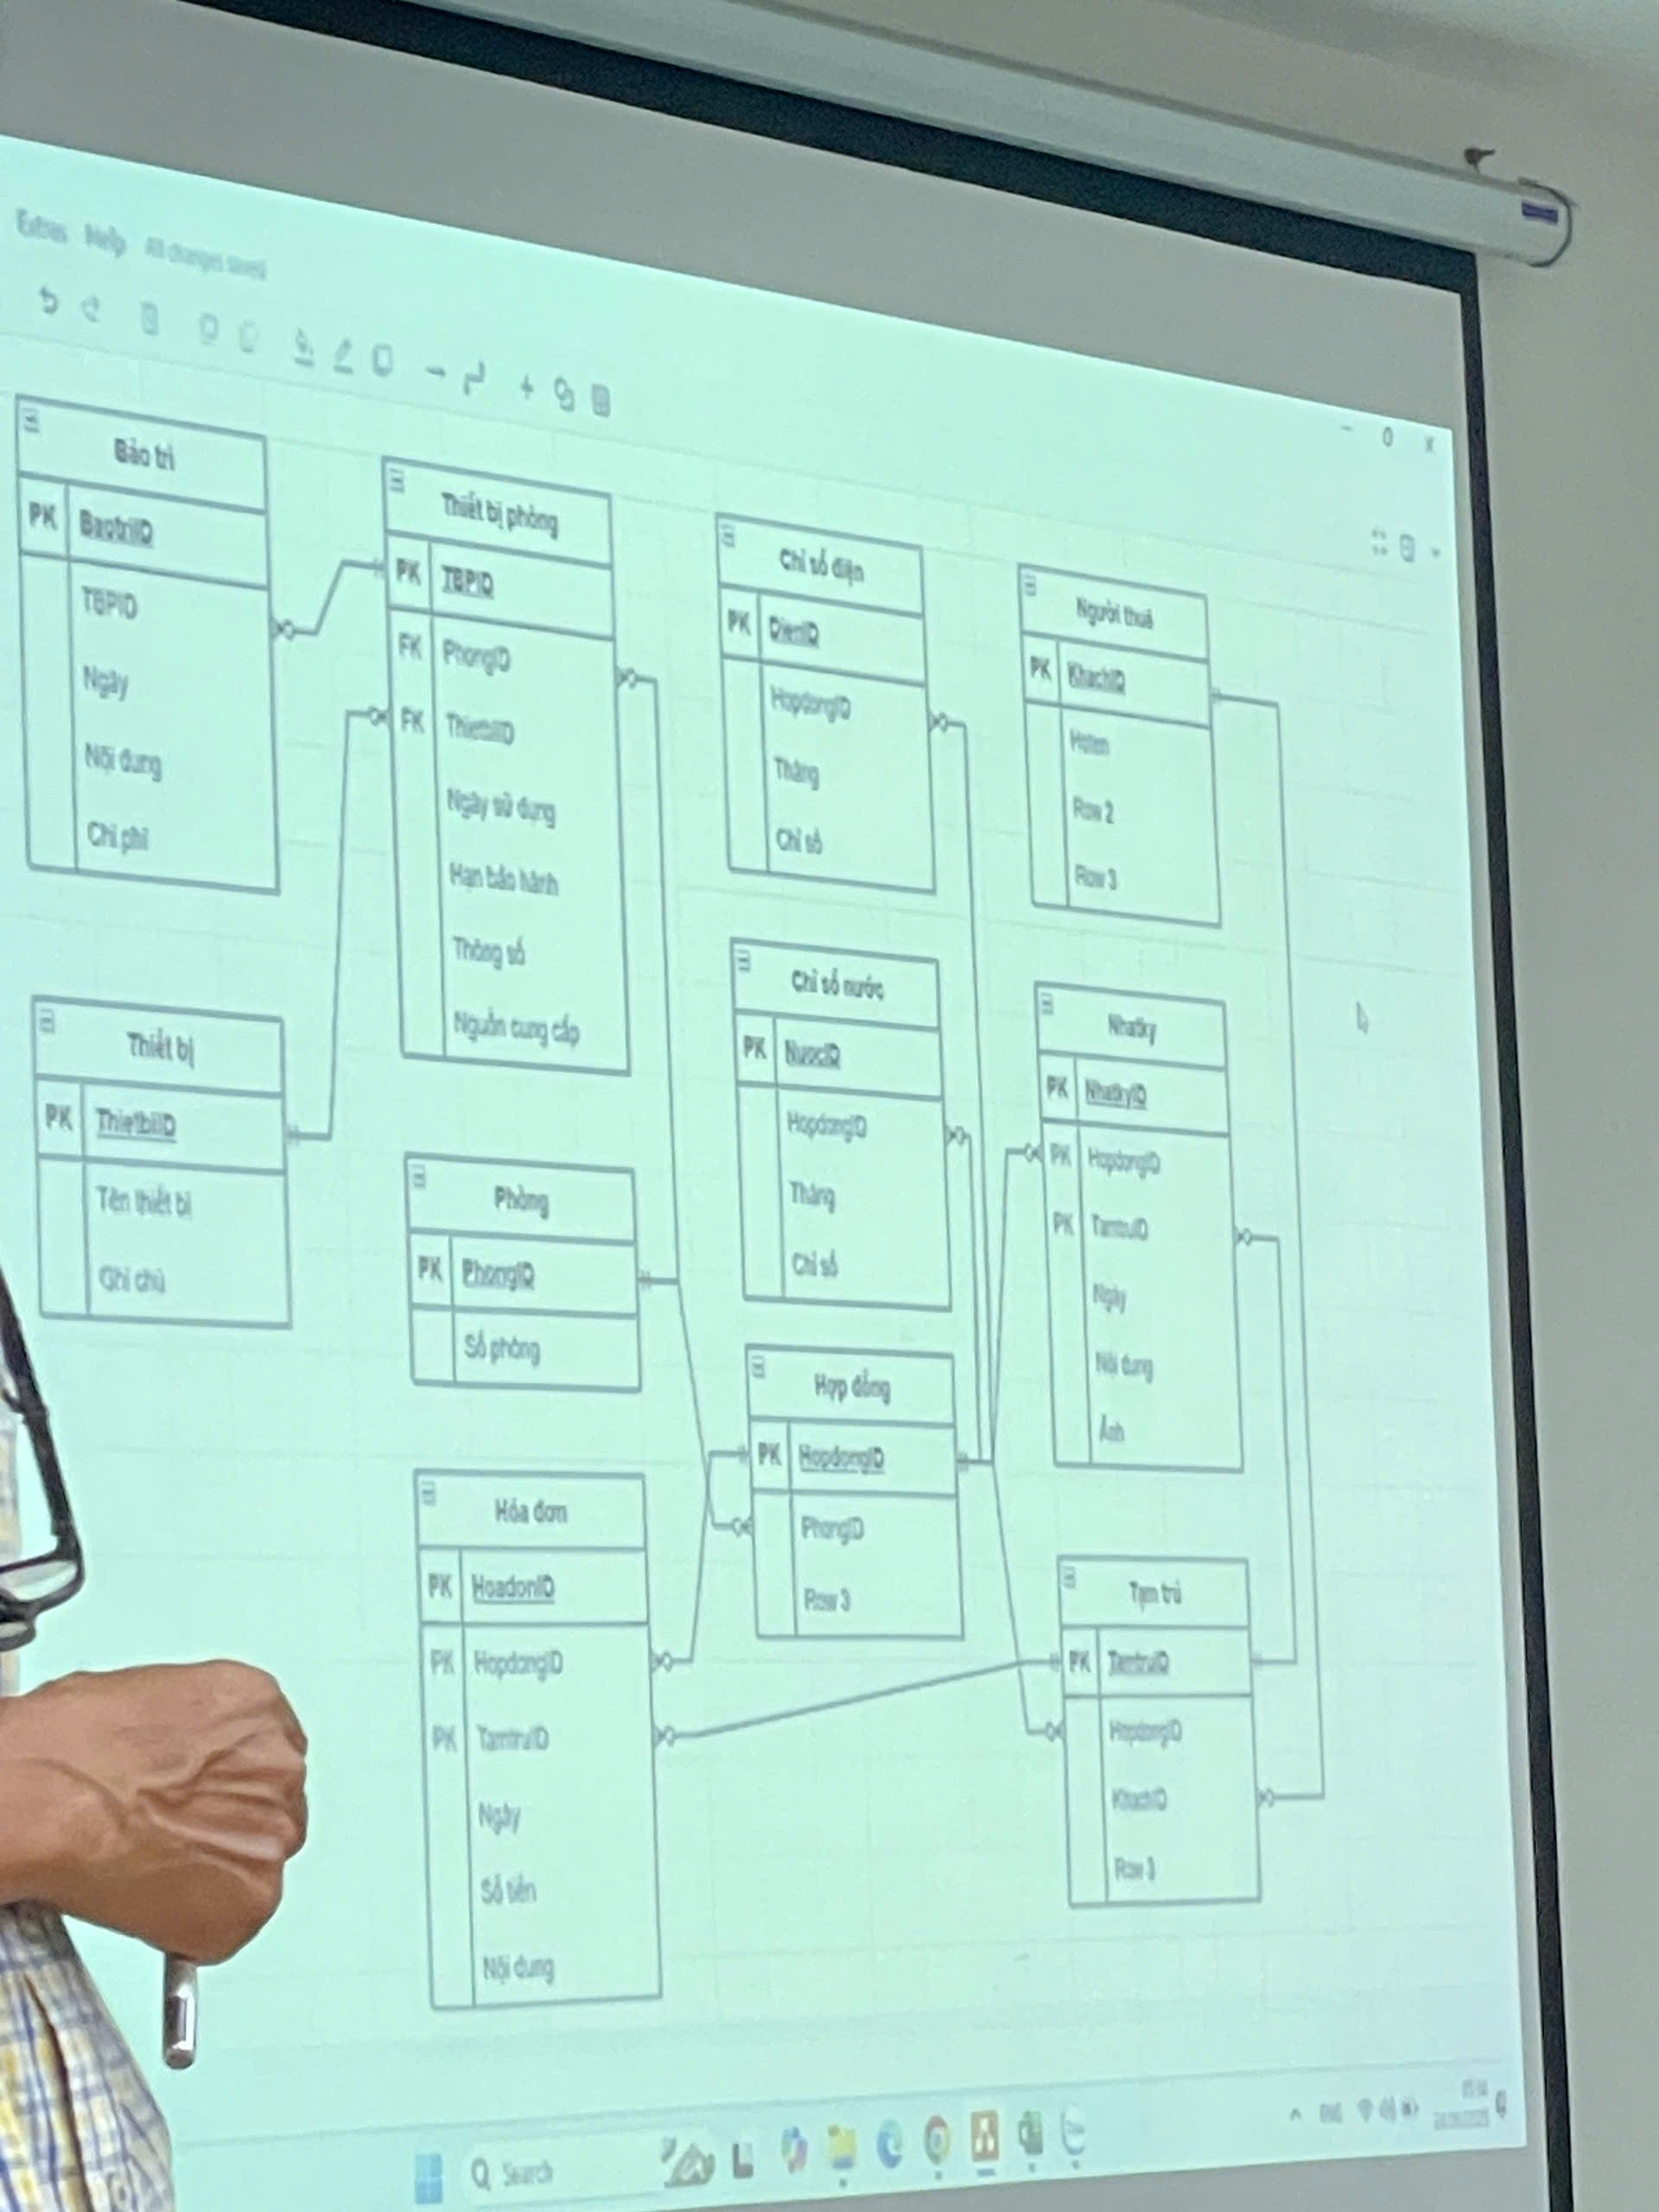 Extras Help All changes saved
Bảo trì
PK BaotriID
TBPID
Ngày
Nội dung
Chi phí
Thiết bị
PK ThietbiID
Tên thiết bị
Ghi chú
Thiết bị phòng
PK TBPID
FK PhongID
FK ThietbiID
Ngày sử dụng
Hạn bảo hành
Thông số
Nguồn cung cấp
Phòng
PK PhongID
Số phòng
Hóa đơn
PK HoadonID
PK HopdongID
PK TamtruID
Ngày
Số tiền
Nội dung
Chỉ số điện
PK DienID
HopdongID
Tháng
Chỉ số
Chỉ số nước
PK NuocID
HopdongID
Tháng
Chỉ số
Hợp đồng
PK HopdongID
PhongID
Row 3
Người thuê
PK KhachID
Hoten
Row 2
Row 3
Nhatky
PK NhatkyID
PK HopdongID
PK TamtruID
Ngày
Nội dung
Ảnh
Tạm trú
PK TamtruID
HopdongID
KhachID
Row 3
Search
ENG